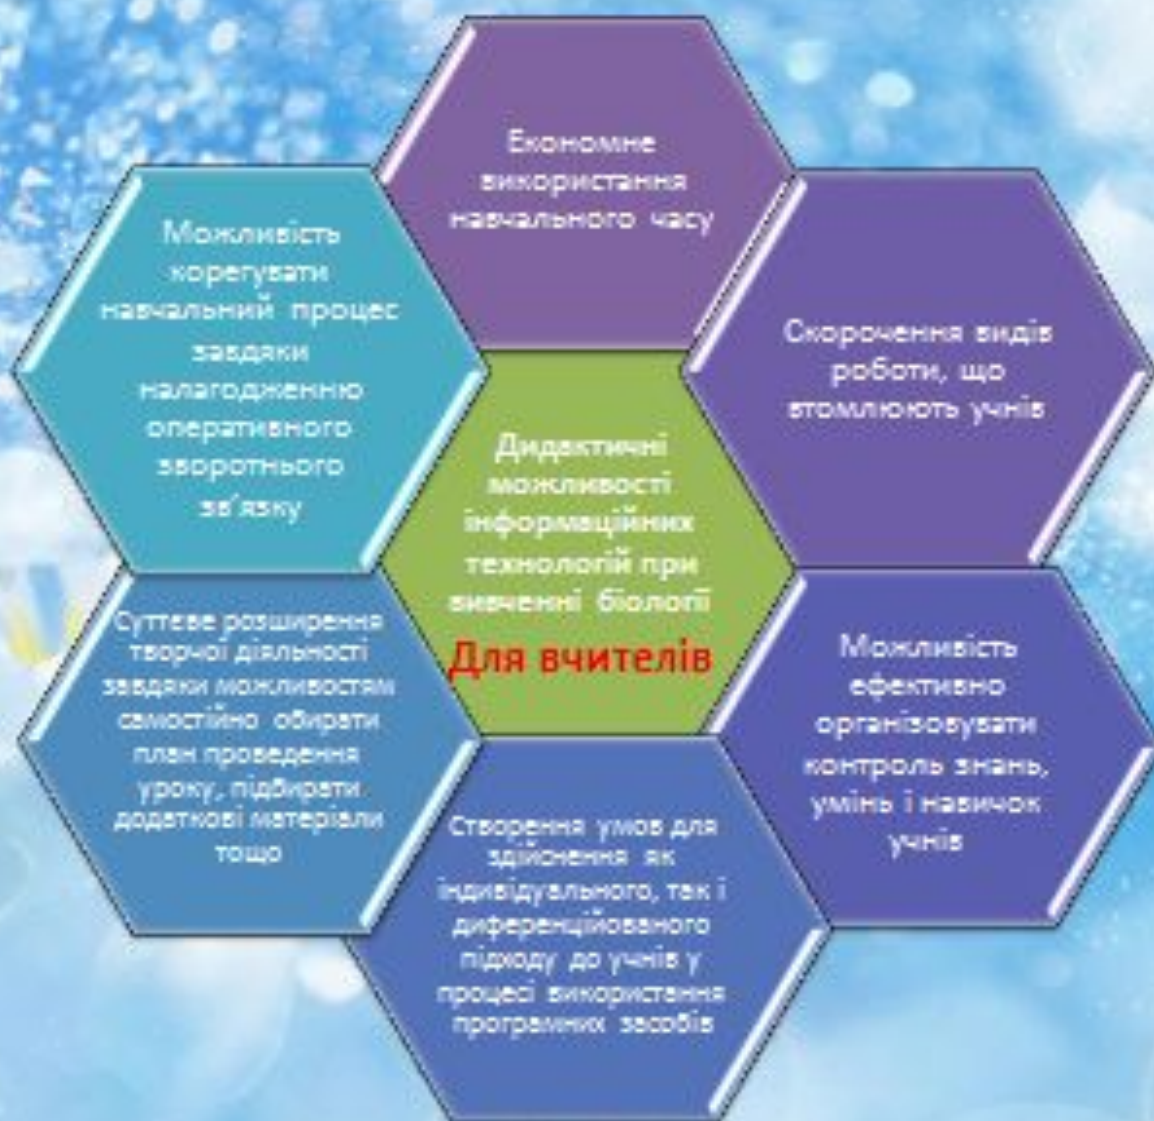 Економне
використання
навчального часу
Можливість
корегувати
навчальний процес
завдяки
налагодженню
оперативного
зворотнього
зв'язку
Скорочення видів
роботи, що
втомлюють учнів
Дидактичні
можливості
інформаційних
технологій при
вивченні біології
Для вчителів
Суттеве розширення
творчої діяльності
завдяки можливостям
самостійно обирати
план проведення
уроку, підбирати
додаткові матеріали
тощо
Можливість
ефективно
організовувати
контроль знань,
умінь і навичок
учнів
Створення умов для
здійснення як
індивідуального, так і
диференційованого
підходу до учнів у
процесі використання
програмних засобів